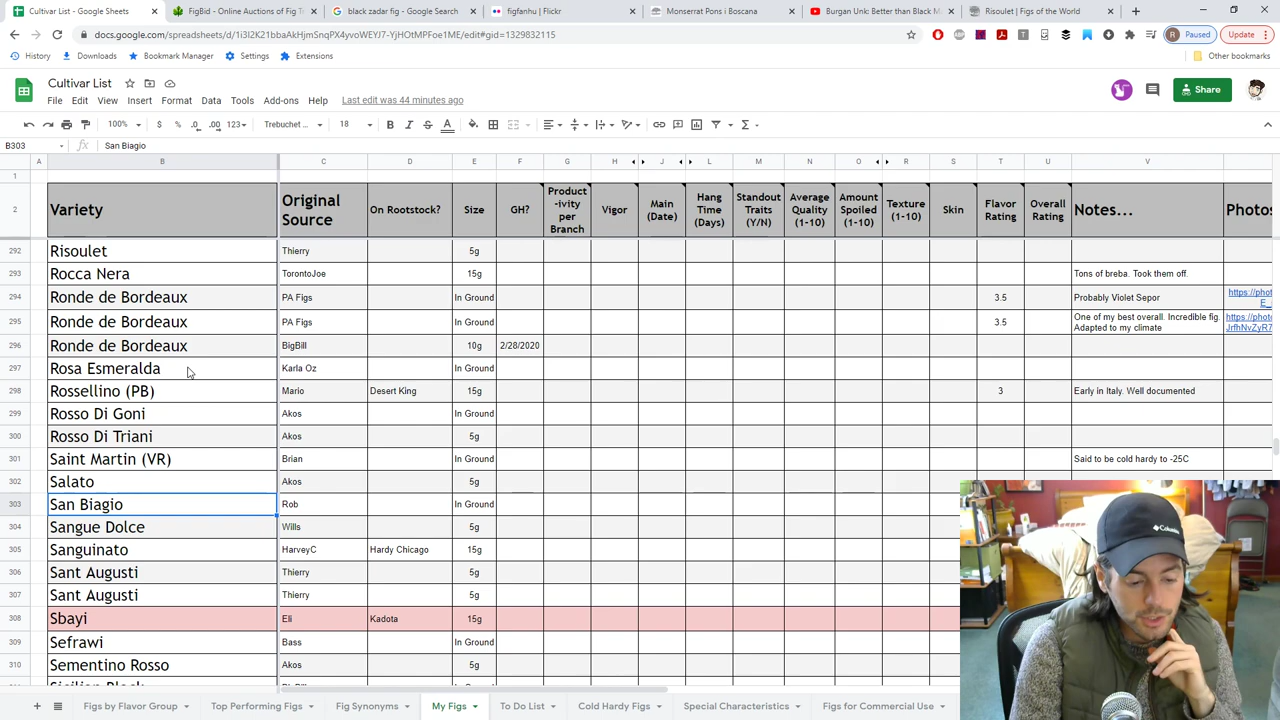 Cultivar List
FigBid - Online Auctions of Fig T
black zadar fig - Google Search
figfanhu | Flickr
Monserrat Pons i Boscana
Burgan Unk: Better than Black M
Risoulet | Figs of the World
docs.google.com/spreadsheets/d/1i3I2K21bbaAkHjmSnqPX4yvoWEYJ7-YjHOtMPFoe1ME/edit#gid=1329832115
Paused
Update
History
Downloads
Bookmark Manager
Settings
Extensions
Other bookmarks
Cultivar List
File Edit View Insert Format Data Tools Add-ons Help Last edit was 44 minutes ago
Share
100% $ % .0 .00 123 Trebuchet ... 18 B I S A
B303 fx San Biagio
A B C D E F G H J L M N O R S T U V
1
2 Variety Original Source On Rootstock? Size GH? Product-ivity per Branch Vigor Main (Date) Hang Time (Days) Standout Traits (Y/N) Average Quality (1-10) Amount Spoiled (1-10) Texture (1-10) Skin Flavor Rating Overall Rating Notes... Photos
292 Risoulet Thierry 5g
293 Rocca Nera TorontoJoe 15g Tons of breba. Took them off.
294 Ronde de Bordeaux PA Figs In Ground 3.5 Probably Violet Sepor https://phot E_
295 Ronde de Bordeaux PA Figs In Ground 3.5 One of my best overall. Incredible fig. Adapted to my climate https://phot JrfhNvZyR7
296 Ronde de Bordeaux BigBill 10g 2/28/2020
297 Rosa Esmeralda Karla Oz In Ground
298 Rossellino (PB) Mario Desert King 15g 3 Early in Italy. Well documented
299 Rosso Di Goni Akos In Ground
300 Rosso Di Triani Akos 5g
301 Saint Martin (VR) Brian In Ground Said to be cold hardy to -25C
302 Salato Akos 5g
303 San Biagio Rob In Ground
304 Sangue Dolce Wills 5g
305 Sanguinato HarveyC Hardy Chicago 15g
306 Sant Augusti Thierry 5g
307 Sant Augusti Thierry 5g
308 Sbayi Eli Kadota 15g
309 Sefrawi Bass In Ground
310 Sementino Rosso Akos 5g
Figs by Flavor Group
Top Performing Figs
Fig Synonyms
My Figs
To Do List
Cold Hardy Figs
Special Characteristics
Figs for Commercial Use
Columbia